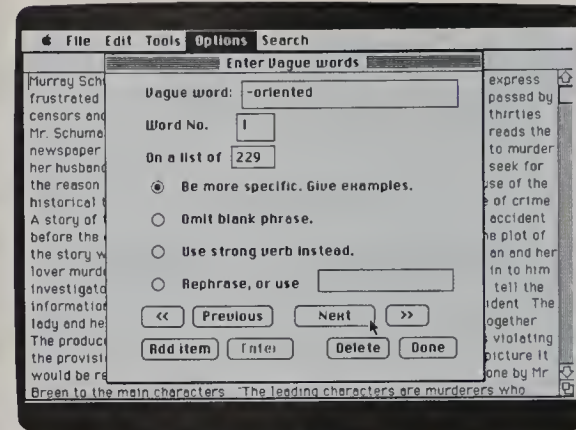 File Edit Tools Options Search
Enter Vague words
Murray Sch
frustrated
censors and
Mr. Schuma
newspaper
her husband
the reason
historical
A story of
before the
the story w
lover murd
investigato
information
lady and he
The produc
the provisi
would be re
Vague word: -oriented
Word No. 1
On a list of 229
Be more specific. Give examples.
Omit blank phrase.
Use strong verb instead.
Rephrase, or use
<< Previous Next >>
Add item Enter Delete Done
express
passed by
thirties
reads the
to murder
seek for
use of the
of crime
accident
plot of
an and her
in to him
tell the
ident The
ogether
violating
picture it
one by Mr
Breen to the main characters "The leading characters are murderers who